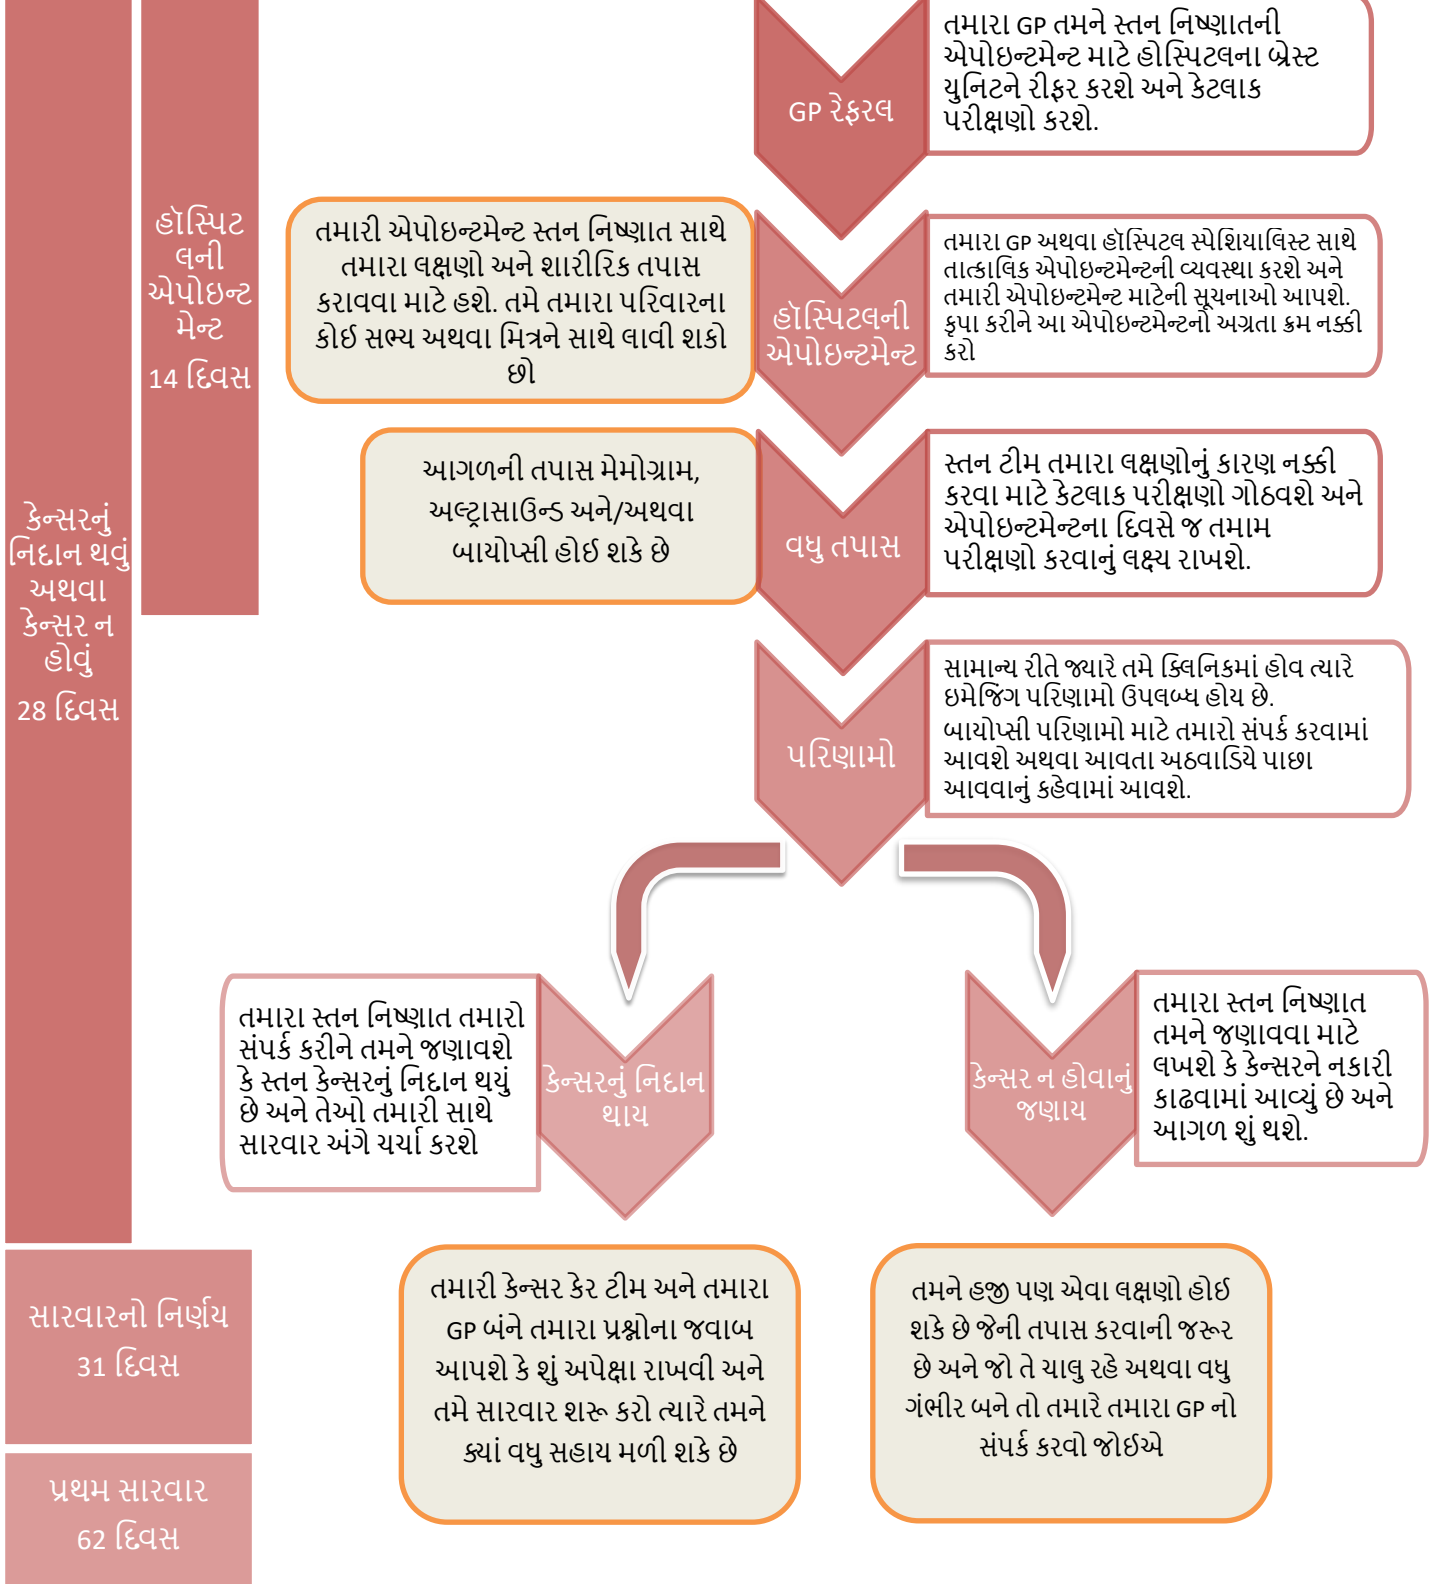 તમારા GP તમને સ્તન નિષ્ણાતની
એપોઇન્ટમેન્ટ માટે હોસ્પિટલના બ્રેસ્ટ
યુનિટને રીફર કરશે અને કેટલાક
પરીક્ષણો કરશે.
GP રેફરલ
હૉસ્પિટ
લની
એપોઇન્ટ
મેન્ટ
14 દિવસ
તમારી એપોઇન્ટમેન્ટ સ્તન નિષ્ણાત સાથે
તમારા લક્ષણો અને શારીરિક તપાસ
કરાવવા માટે હશે. તમે તમારા પરિવારના
કોઈ સભ્ય અથવા મિત્રને સાથે લાવી શકો
છો
હૉસ્પિટલની
એપોઇન્ટમેન્ટ
તમારા GP અથવા હૉસ્પિટલ સ્પેશિયાલિસ્ટ સાથે
તાત્કાલિક એપોઇન્ટમેન્ટની વ્યવસ્થા કરશે અને
તમારી એપોઇન્ટમેન્ટ માટેની સૂચનાઓ આપશે.
કૃપા કરીને આ એપોઇન્ટમેન્ટનો અગ્રતા ક્રમ નક્કી
કરો
કેન્સરનું
નિદાન થવું
અથવા
કેન્સર ન
હોવું
28 દિવસ
આગળની તપાસ મેમોગ્રામ,
અલ્ટ્રાસાઉન્ડ અને/અથવા
બાયોપ્સી હોઈ શકે છે
વધુ તપાસ
સ્તન ટીમ તમારા લક્ષણોનું કારણ નક્કી
કરવા માટે કેટલાક પરીક્ષણો ગોઠવશે અને
એપોઇન્ટમેન્ટના દિવસે જ તમામ
પરીક્ષણો કરવાનું લક્ષ્ય રાખશે.
પરિણામો
સામાન્ય રીતે જ્યારે તમે ક્લિનિકમાં હોવ ત્યારે
ઇમેજિંગ પરિણામો ઉપલબ્ધ હોય છે.
બાયોપ્સી પરિણામો માટે તમારો સંપર્ક કરવામાં
આવશે અથવા આવતા અઠવાડિયે પાછા
આવવાનું કહેવામાં આવશે.
તમારા સ્તન નિષ્ણાત તમારો
સંપર્ક કરીને તમને જણાવશે
કે સ્તન કેન્સરનું નિદાન થયું
છે અને તેઓ તમારી સાથે
સારવાર અંગે ચર્ચા કરશે
કેન્સરનું નિદાન
થાય
કેન્સર ન હોવાનું
જણાય
તમારા સ્તન નિષ્ણાત
તમને જણાવવા માટે
લખશે કે કેન્સરને નકારી
કાઢવામાં આવ્યું છે અને
આગળ શું થશે.
સારવારનો નિર્ણય
31 દિવસ
તમારી કેન્સર કેર ટીમ અને તમારા
GP બંને તમારા પ્રશ્નોના જવાબ
આપશે કે શું અપેક્ષા રાખવી અને
તમે સારવાર શરૂ કરો ત્યારે તમને
ક્યાં વધુ સહાય મળી શકે છે
તમને હજી પણ એવા લક્ષણો હોઈ
શકે છે જેની તપાસ કરવાની જરૂર
છે અને જો તે ચાલુ રહે અથવા વધુ
ગંભીર બને તો તમારે તમારા GP નો
સંપર્ક કરવો જોઈએ
પ્રથમ સારવાર
62 દિવસ